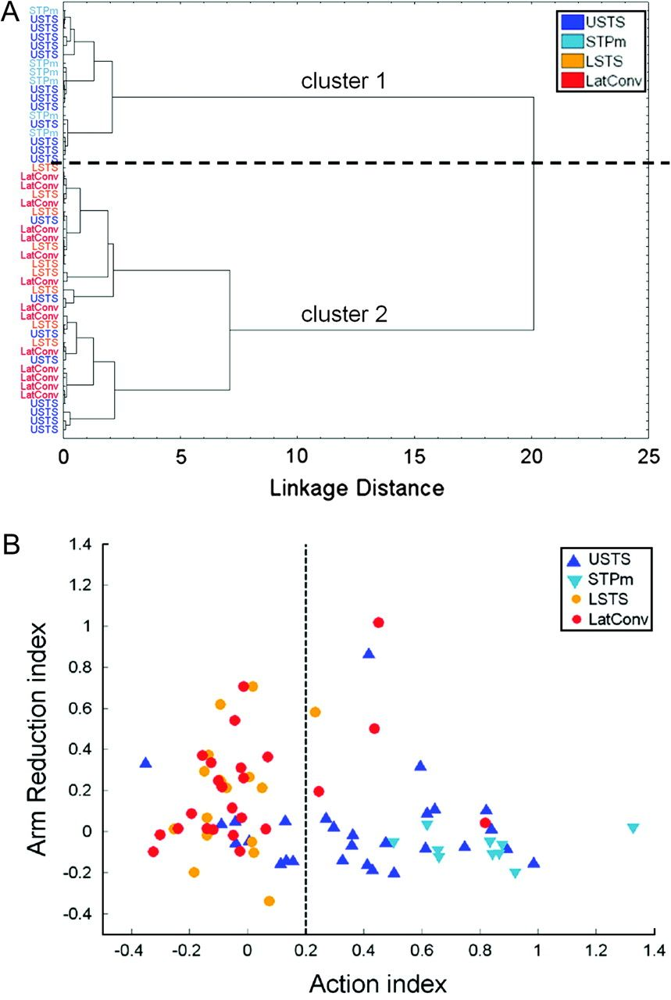 A
STPm
USTS
USTS
USTS
USTS
USTS
STPm
STPm
STPm
USTS
USTS
USTS
STPm
USTS
STPm
USTS
USTS
USTS
LSTS
LatConv
LatConv
LSTS
LatConv
LSTS
USTS
LatConv
LatConv
LSTS
LatConv
LSTS
LSTS
LatConv
LSTS
USTS
LatConv
LatConv
LSTS
USTS
LSTS
LatConv
USTS
LatConv
LatConv
LatConv
LatConv
USTS
USTS
USTS
USTS
cluster 1
cluster 2
USTS
STPm
LSTS
LatConv
0 5 10 15 20 25
Linkage Distance
B
Arm Reduction index
1.4
1.2
1
0.8
0.6
0.4
0.2
0
-0.2
-0.4
USTS
STPm
LSTS
LatConv
-0.4 -0.2 0 0.2 0.4 0.6 0.8 1 1.2 1.4
Action index